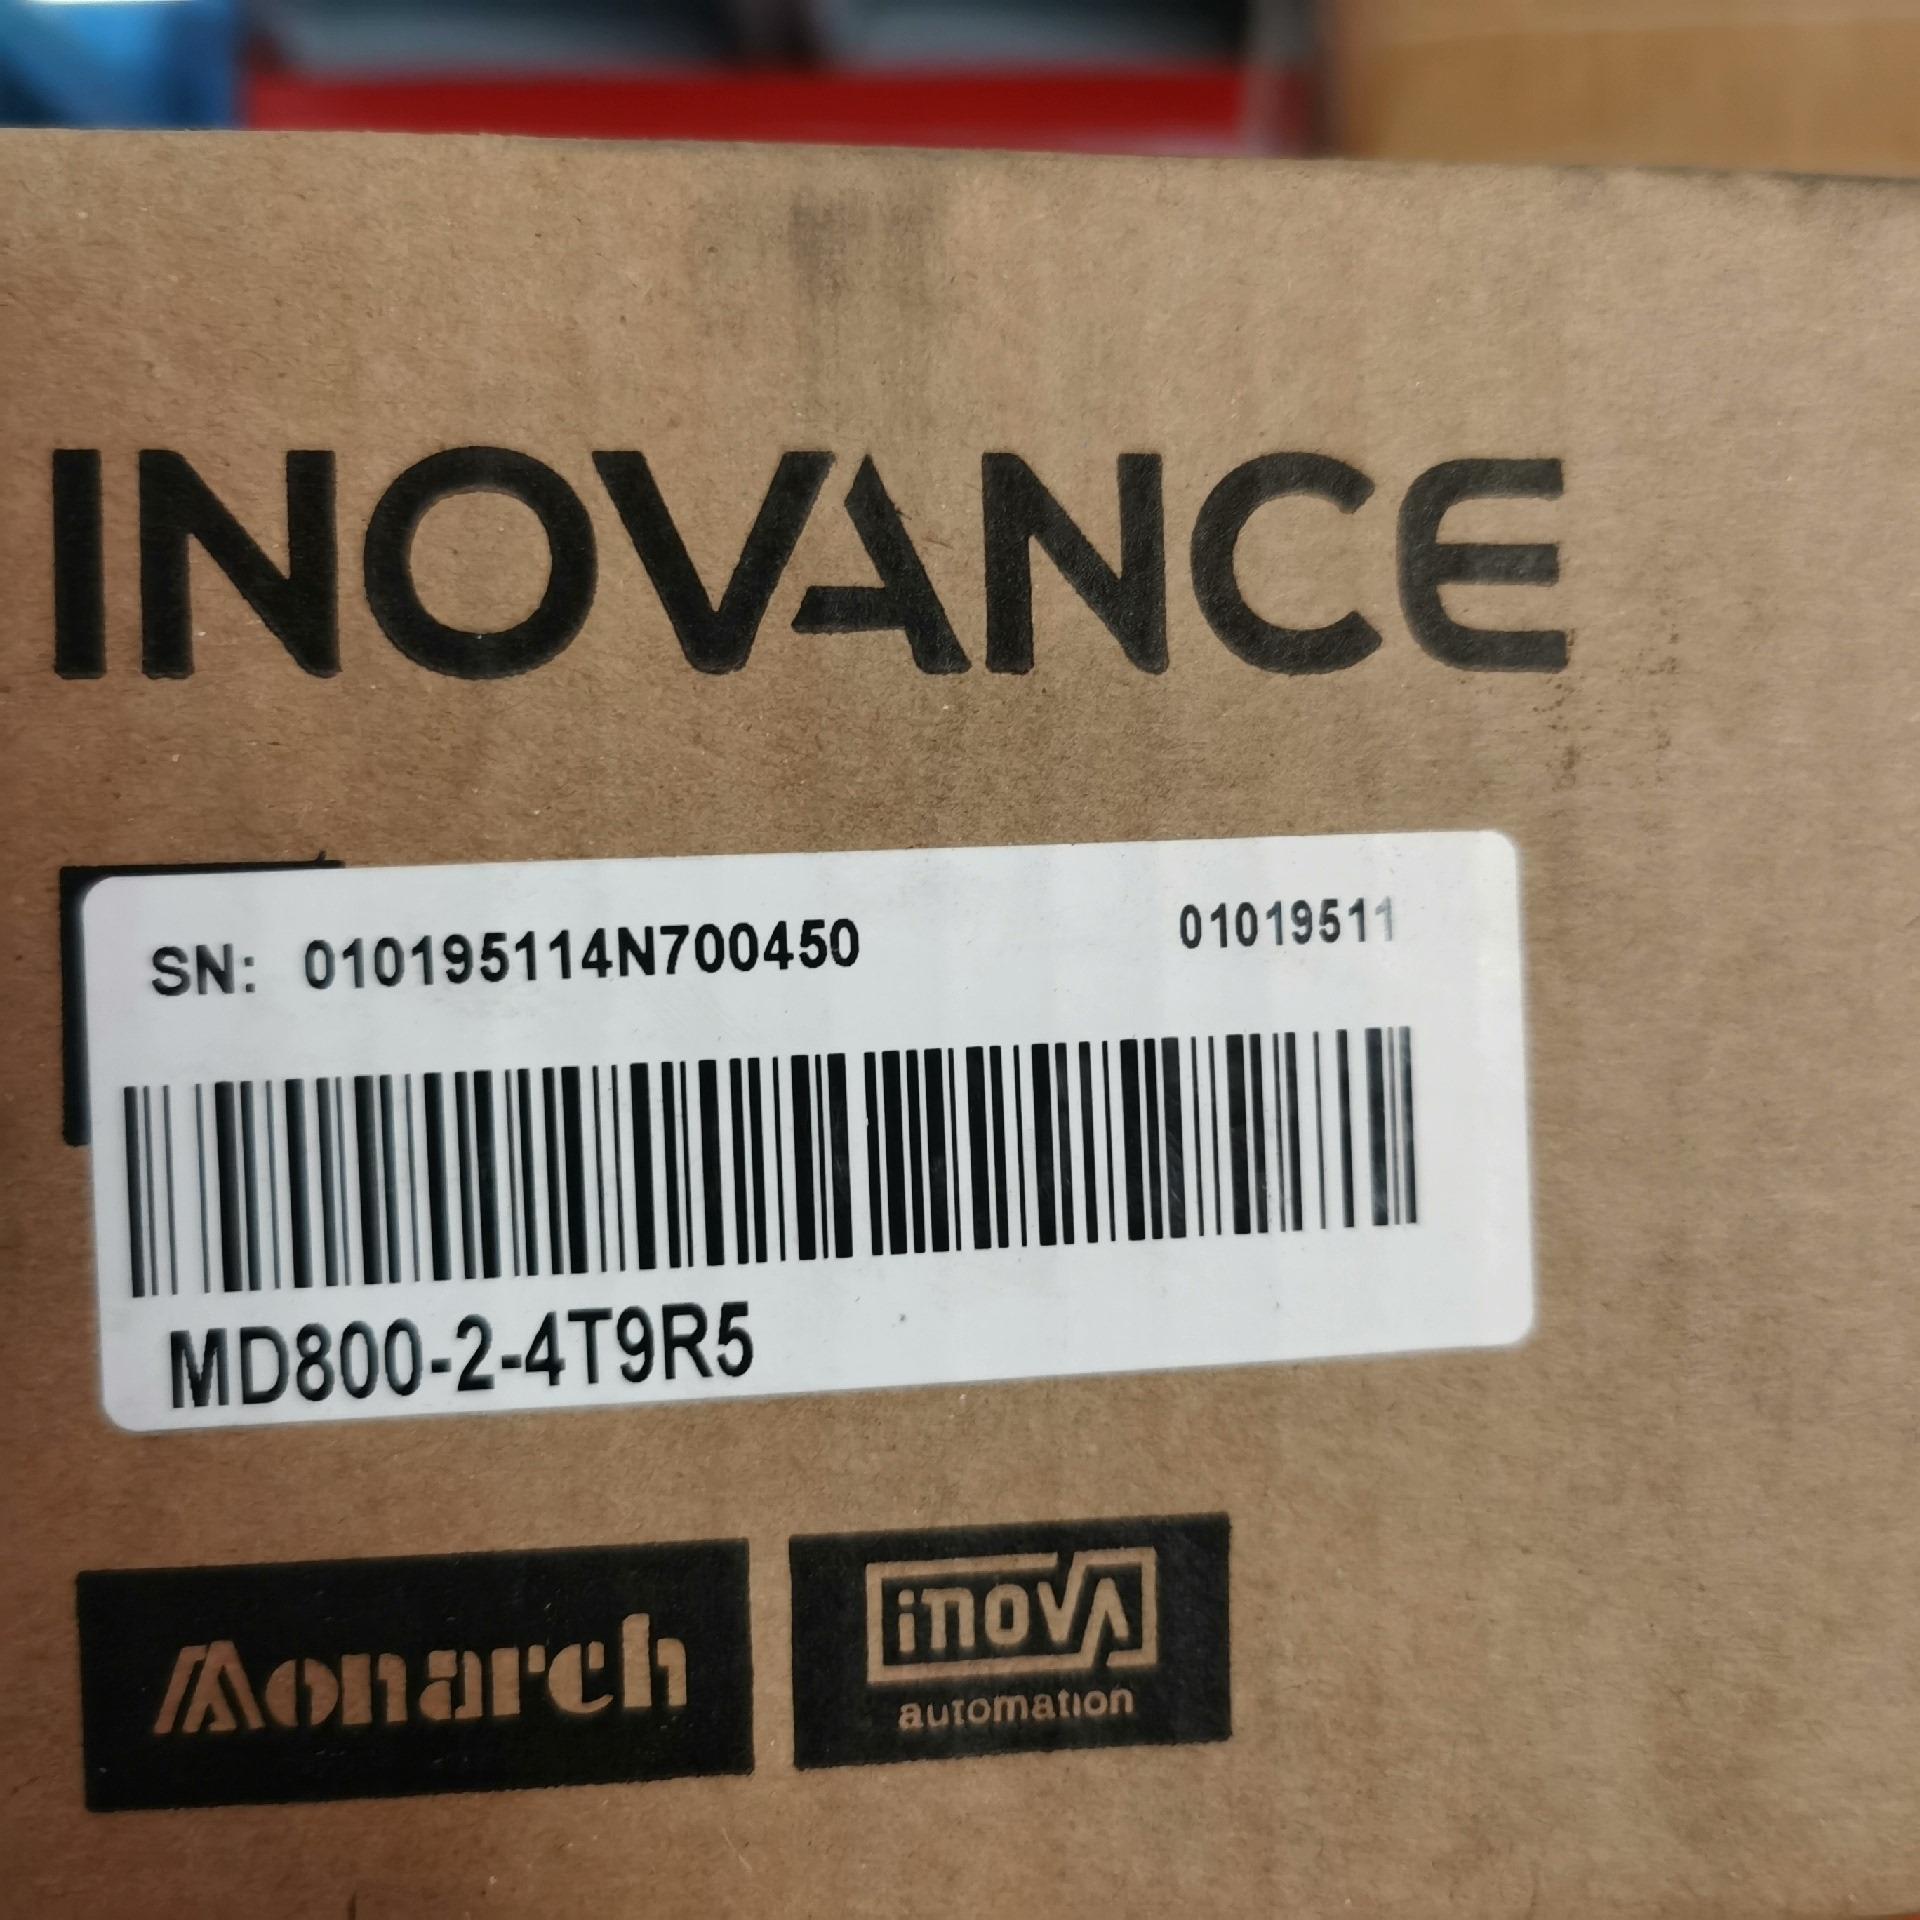 INOVANCE
SN: 010195114N700450 01019511
MD800-2-4T9R5
Monarch
inovA
automation